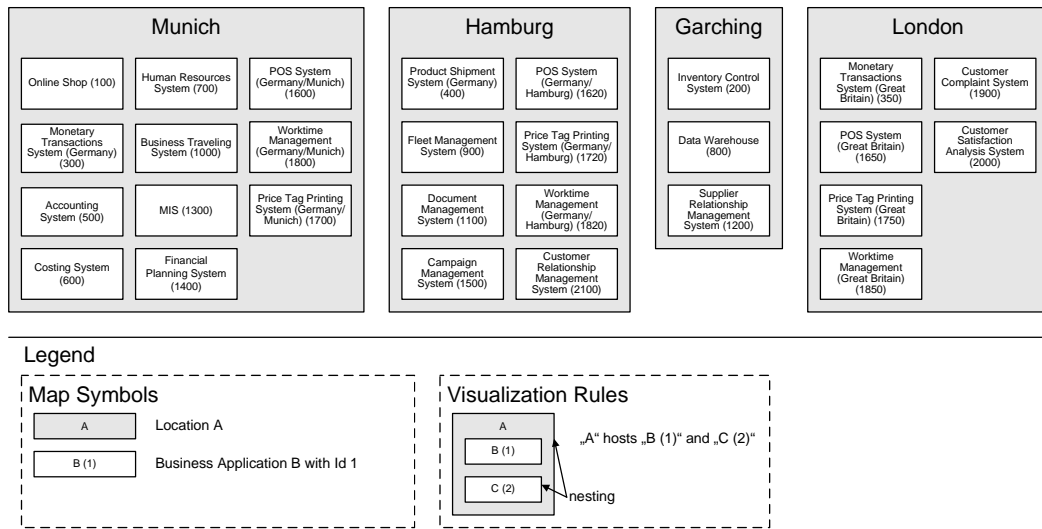 Munich
Online Shop (100)
Human Resources
System (700)
POS System
(Germany/Munich)
(1600)
Monetary
Transactions
System (Germany)
(300)
Business Traveling
System (1000)
Worktime
Management
(Germany/Munich)
(1800)
Accounting
System (500)
MIS (1300)
Price Tag Printing
System (Germany/
Munich) (1700)
Costing System
(600)
Financial
Planning System
(1400)
Hamburg
Product Shipment
System (Germany)
(400)
POS System
(Germany/
Hamburg) (1620)
Fleet Management
System (900)
Price Tag Printing
System (Germany/
Hamburg) (1720)
Document
Management
System (1100)
Worktime
Management
(Germany/
Hamburg) (1820)
Campaign
Management
System (1500)
Customer
Relationship
Management
System (2100)
Garching
Inventory Control
System (200)
Data Warehouse
(800)
Supplier
Relationship
Management
System (1200)
London
Monetary
Transactions
System (Great
Britain) (350)
Customer
Complaint System
(1900)
POS System
(Great Britain)
(1650)
Customer
Satisfaction
Analysis System
(2000)
Price Tag Printing
System (Great
Britain) (1750)
Worktime
Management
(Great Britain)
(1850)
Legend
Map Symbols
A
Location A
B (1)
Business Application B with Id 1
Visualization Rules
A
B (1)
C (2)
„A“ hosts „B (1)“ and „C (2)“
nesting